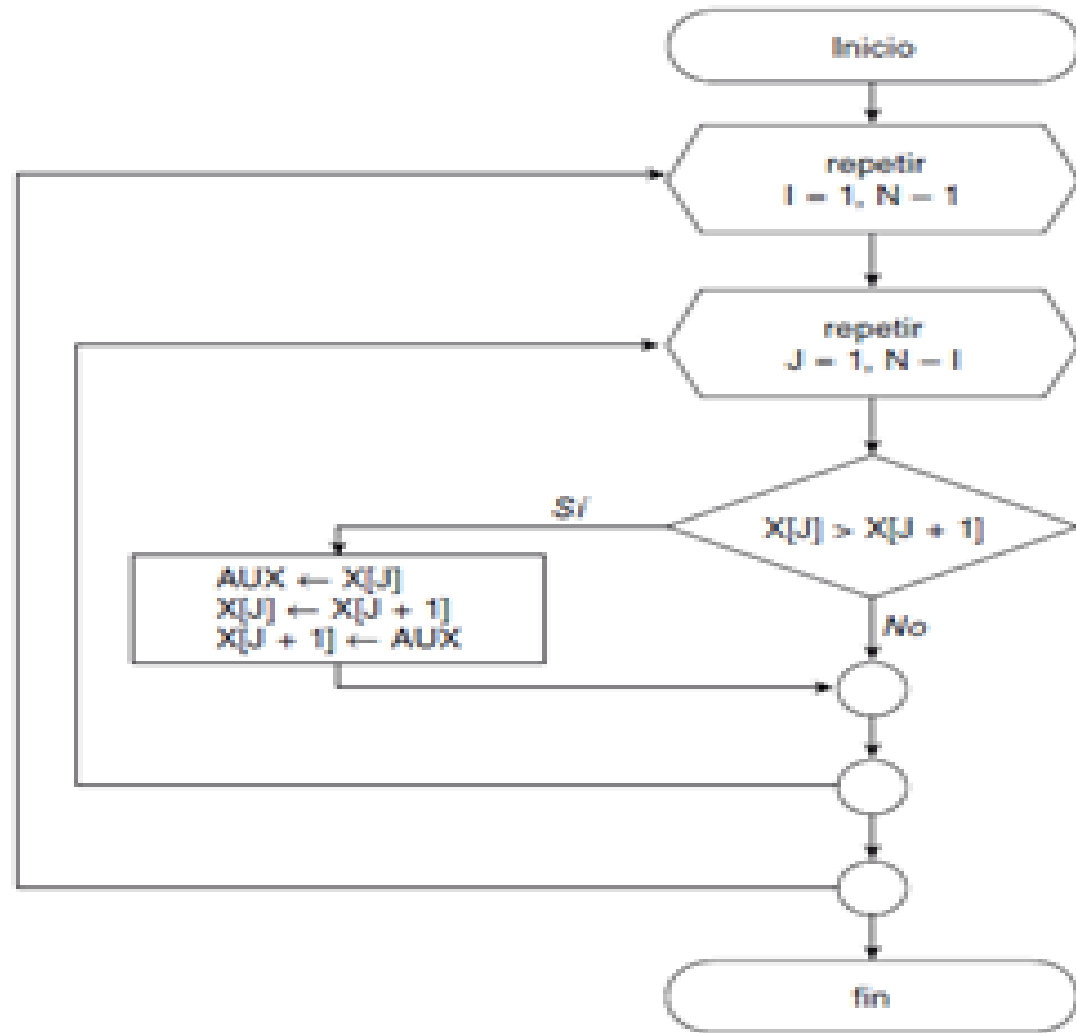 Inicio
repetir
I = 1, N – 1
repetir
J = 1, N – I
X[J] > X[J + 1]
Sí
AUX ← X[J]
X[J] ← X[J + 1]
X[J + 1] ← AUX
No
fin